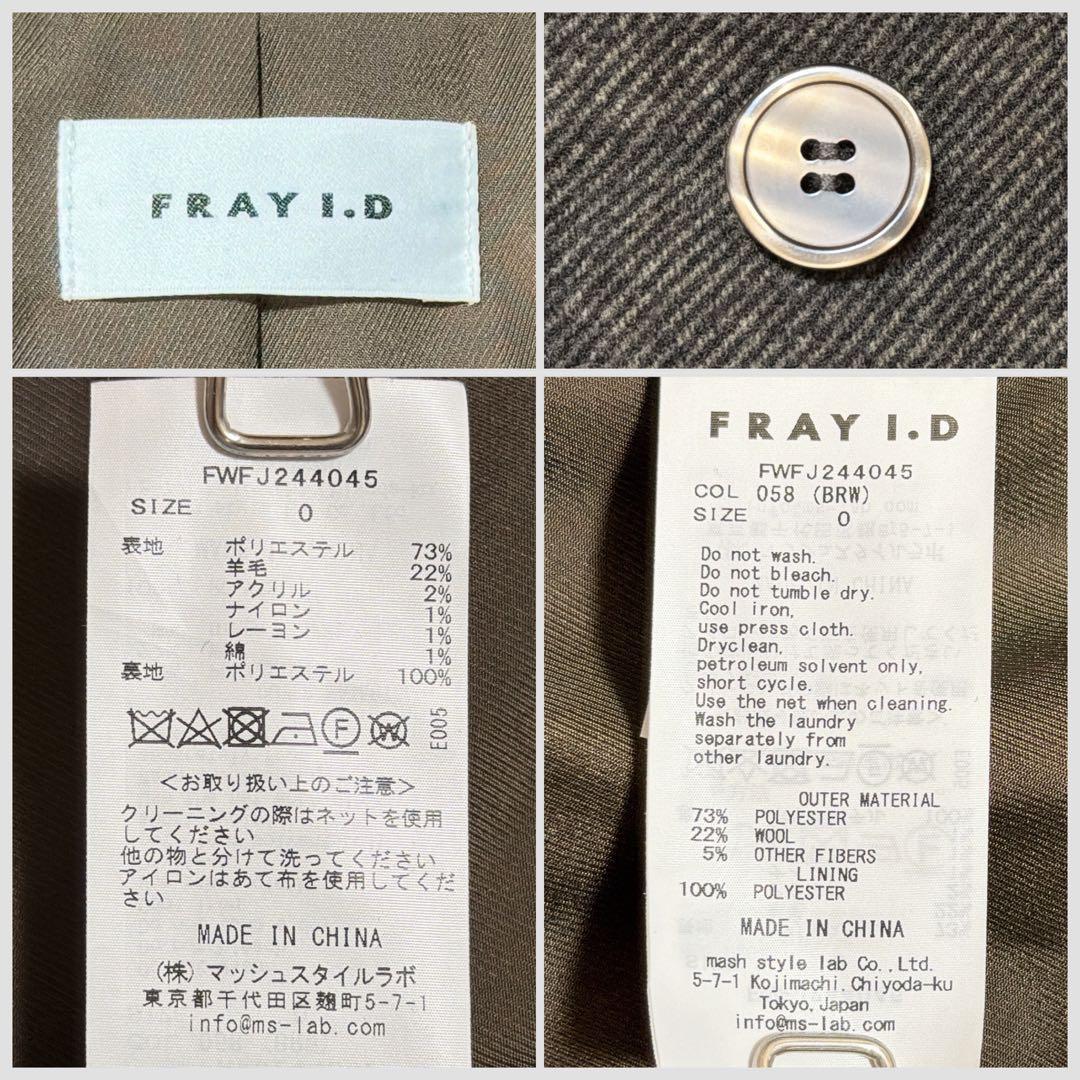 FRAY I.D
FWFJ244045
SIZE 0
表地 ポリエステル 73%
羊毛 22%
アクリル 2%
ナイロン 1%
レーヨン 1%
綿 1%
裏地 ポリエステル 100%
F W
E005
<お取り扱い上のご注意>
クリーニングの際はネットを使用
してください
他の物と分けて洗ってください
アイロンはあて布を使用してくだ
さい
MADE IN CHINA
(株) マッシュスタイルラボ
東京都千代田区麹町5-7-1
info@ms-lab.com
FRAY I.D
FWFJ244045
COL 058 (BRW)
SIZE 0
Do not wash.
Do not bleach.
Do not tumble dry.
Cool iron,
use press cloth.
Dryclean,
petroleum solvent only,
short cycle.
Use the net when cleaning.
Wash the laundry
separately from
other laundry.
OUTER MATERIAL
73% POLYESTER
22% WOOL
5% OTHER FIBERS
LINING
100% POLYESTER
MADE IN CHINA
mash style lab Co.,Ltd.
5-7-1 Kojimachi.Chiyoda-ku
Tokyo,Japan
info@ms-lab.com